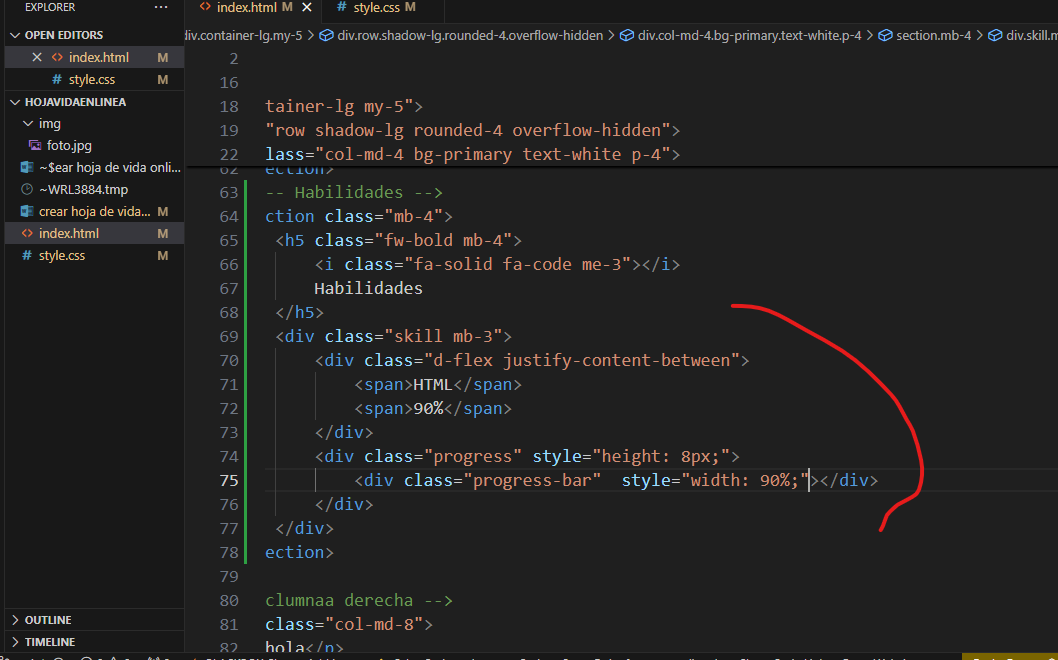 EXPLORER ...
index.html M
# style.css M
OPEN EDITORS
index.html M
# style.css M
HOJAVIDAENLINEA
img
foto.jpg
~$ear hoja de vida onli...
~WRL3884.tmp
crear hoja de vida... M
index.html M
# style.css M
OUTLINE
TIMELINE
div.container-lg.my-5 > div.row.shadow-lg.rounded-4.overflow-hidden > div.col-md-4.bg-primary.text-white.p-4 > section.mb-4 > div.skill.m
2
16
18 tainer-lg my-5">
19 "row shadow-lg rounded-4 overflow-hidden">
22 lass="col-md-4 bg-primary text-white p-4">
62 ection>
63 -- Habilidades -->
64 ction class="mb-4">
65 <h5 class="fw-bold mb-4">
66 <i class="fa-solid fa-code me-3"></i>
67 Habilidades
68 </h5>
69 <div class="skill mb-3">
70 <div class="d-flex justify-content-between">
71 <span>HTML</span>
72 <span>90%</span>
73 </div>
74 <div class="progress" style="height: 8px;">
75 <div class="progress-bar"  style="width: 90%;"></div>
76 </div>
77 </div>
78 ection>
79
80 clumnaa derecha -->
81 class="col-md-8">
82 hola</p>